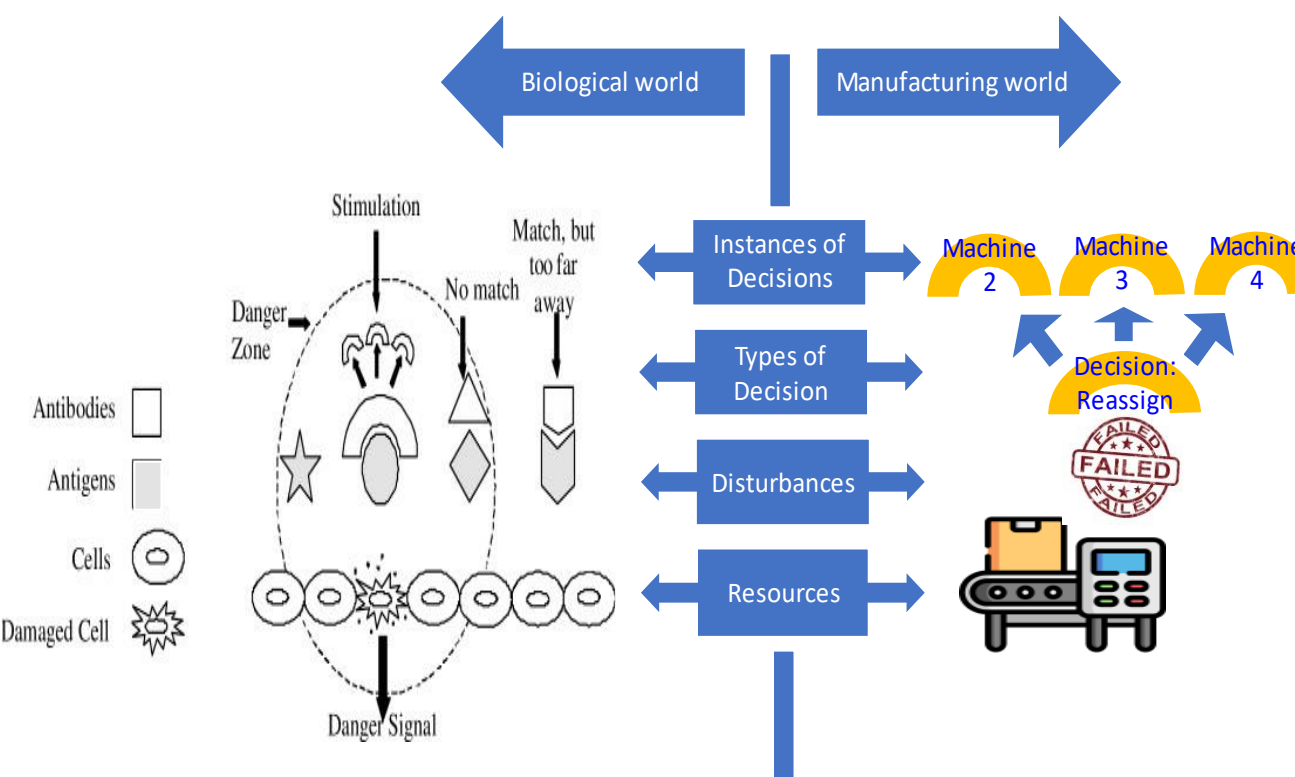 Biological world
Manufacturing world
Stimulation
Match, but
too far
away
No match
Danger
Zone
Antibodies
Antigens
Cells
Damaged Cell
Danger Signal
Instances of
Decisions
Types of
Decision
Disturbances
Resources
Machine
2
Machine
3
Machine
4
Decision:
Reassign
FAILED
FAILED
FAILED